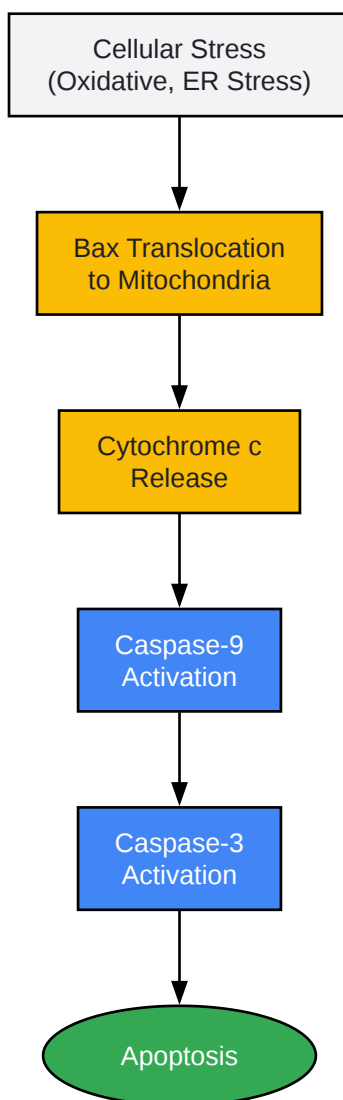 Cellular Stress
(Oxidative, ER Stress)
Bax Translocation
to Mitochondria
Cytochrome c
Release
Caspase-9
Activation
Caspase-3
Activation
Apoptosis